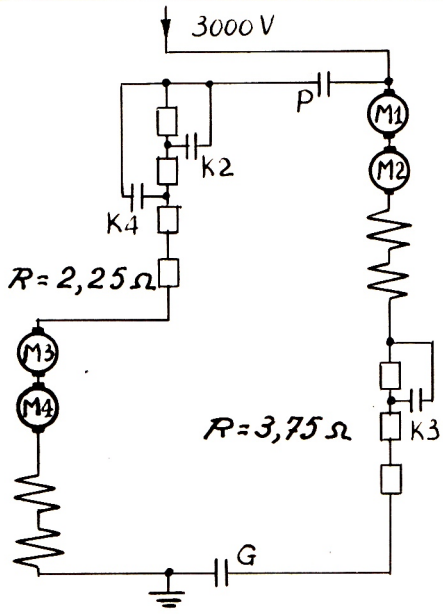 3000 V
P
M1
K2
M2
K4
R = 2,25 Ω
M3
M4
R = 3,75 Ω
K3
G